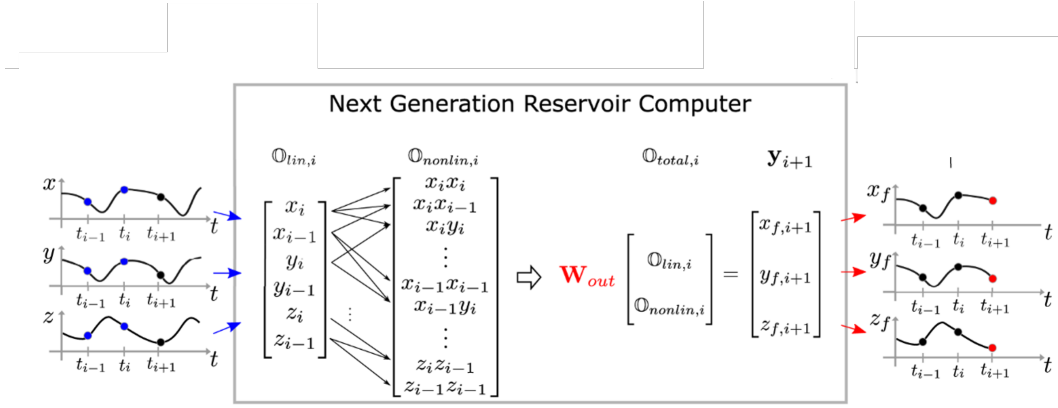 Next Generation Reservoir Computer
𝕆lin,i 𝕆nonlin,i 𝕆total,i 𝐲i+1
x
t
ti−1 ti ti+1
y
t
ti−1 ti ti+1
z
t
ti−1 ti ti+1
xi
xi−1
yi
yi−1
zi
zi−1
⋮
xixi
xixi−1
xiyi
⋮
xi−1xi−1
xi−1yi
⋮
zizi−1
zi−1zi−1
⇨
𝐖out
𝕆lin,i
𝕆nonlin,i
=
xf,i+1
yf,i+1
zf,i+1
xf
t
ti−1 ti ti+1
yf
t
ti−1 ti ti+1
zf
t
ti−1 ti ti+1